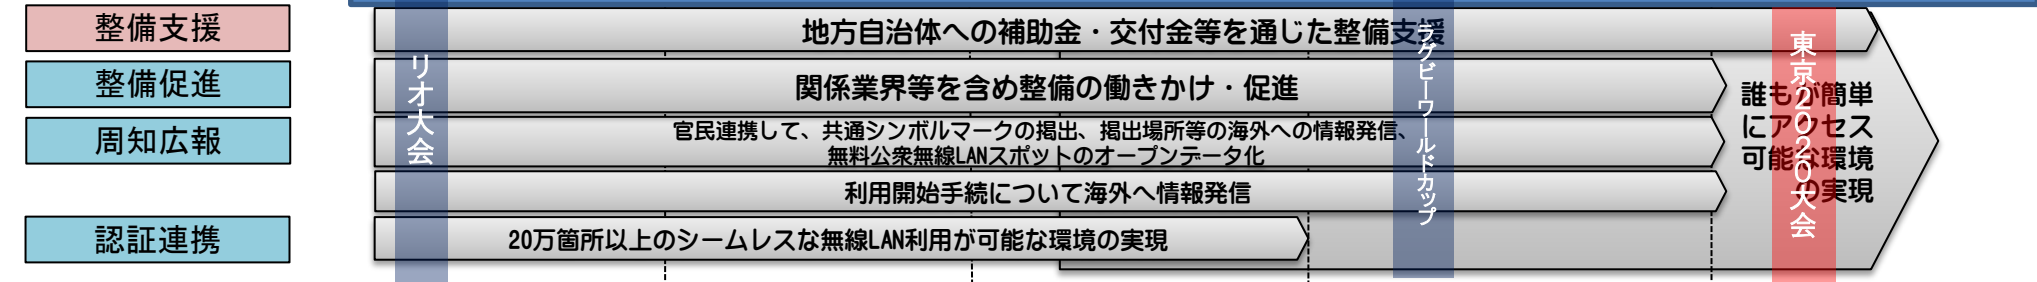 整備支援
地方自治体への補助金・交付金等を通じた整備支援
整備促進
関係業界等を含め整備の働きかけ・促進
周知広報
官民連携して、共通シンボルマークの掲出、掲出場所等の海外への情報発信、
無料公衆無線LANスポットのオープンデータ化
利用開始手続について海外へ情報発信
認証連携
20万箇所以上のシームレスな無線LAN利用が可能な環境の実現
リオ大会
ラグビーワールドカップ
東京2020大会
誰もが簡単
にアクセス
可能な環境
の実現